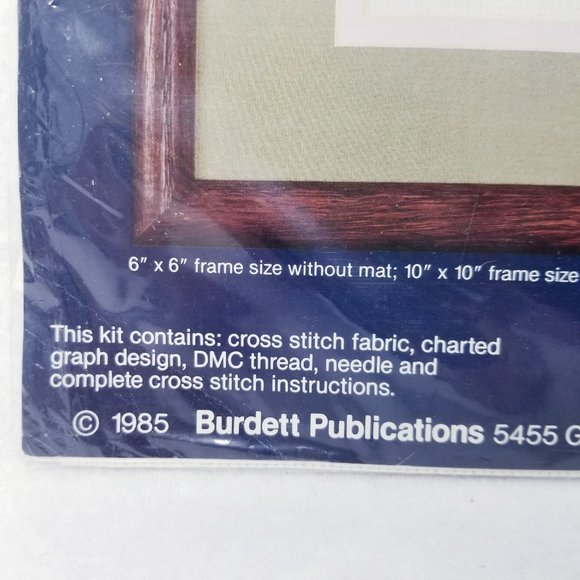 6" x 6" frame size without mat; 10" x 10" frame size
This kit contains: cross stitch fabric, charted
graph design, DMC thread, needle and
complete cross stitch instructions.
© 1985 Burdett Publications 5455 G